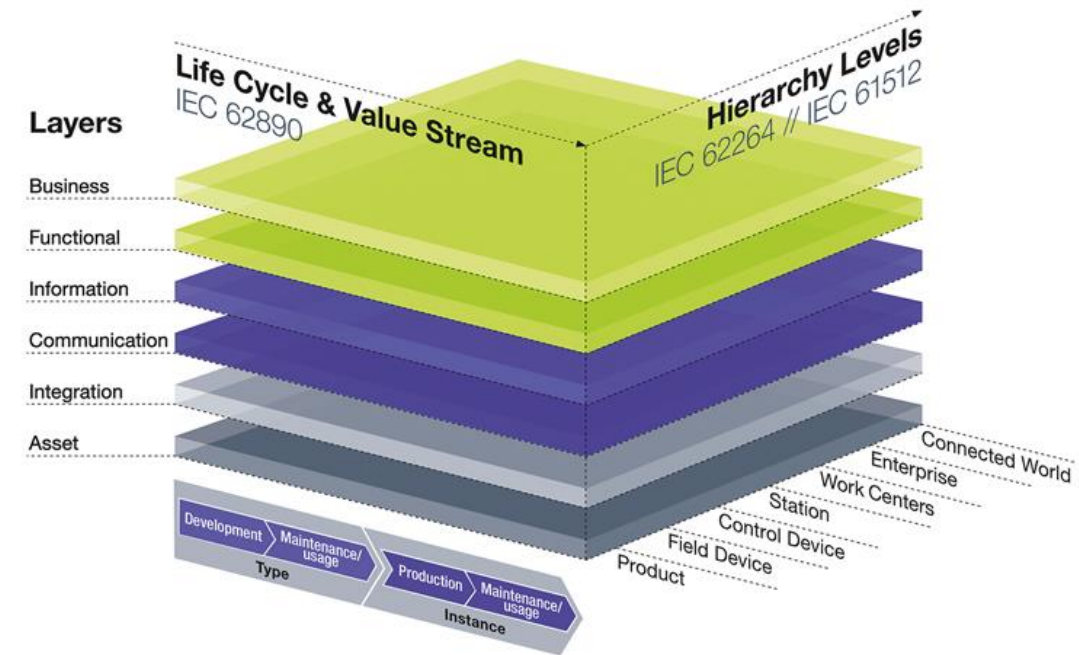 Life Cycle & Value Stream
IEC 62890
Hierarchy Levels
IEC 62264 // IEC 61512
Layers
Business
Functional
Information
Communication
Integration
Asset
Development
Maintenance/
usage
Type
Production
Maintenance/
usage
Instance
Connected World
Enterprise
Work Centers
Station
Control Device
Field Device
Product